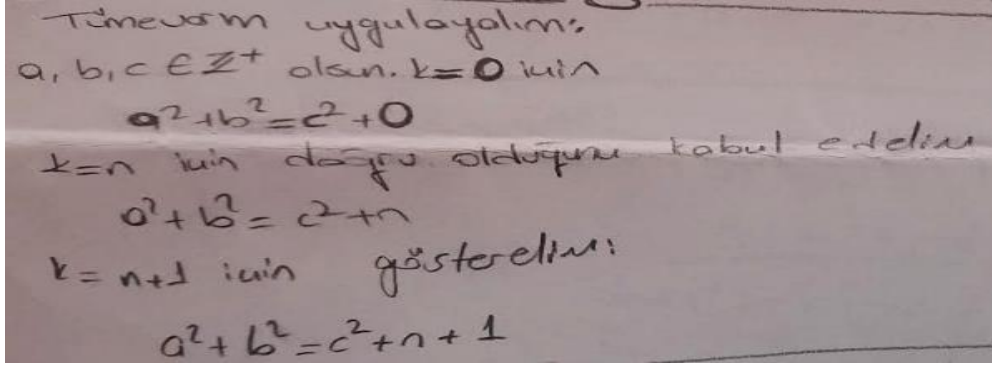 Tümevarım uygulayalım:
a, b, c ∈ Z⁺ olsun. k=0 için
a² + b² = c² + 0
k=n için doğru olduğunu kabul edelim
a² + b² = c² + n
k = n+1 için gösterelim:
a² + b² = c² + n + 1